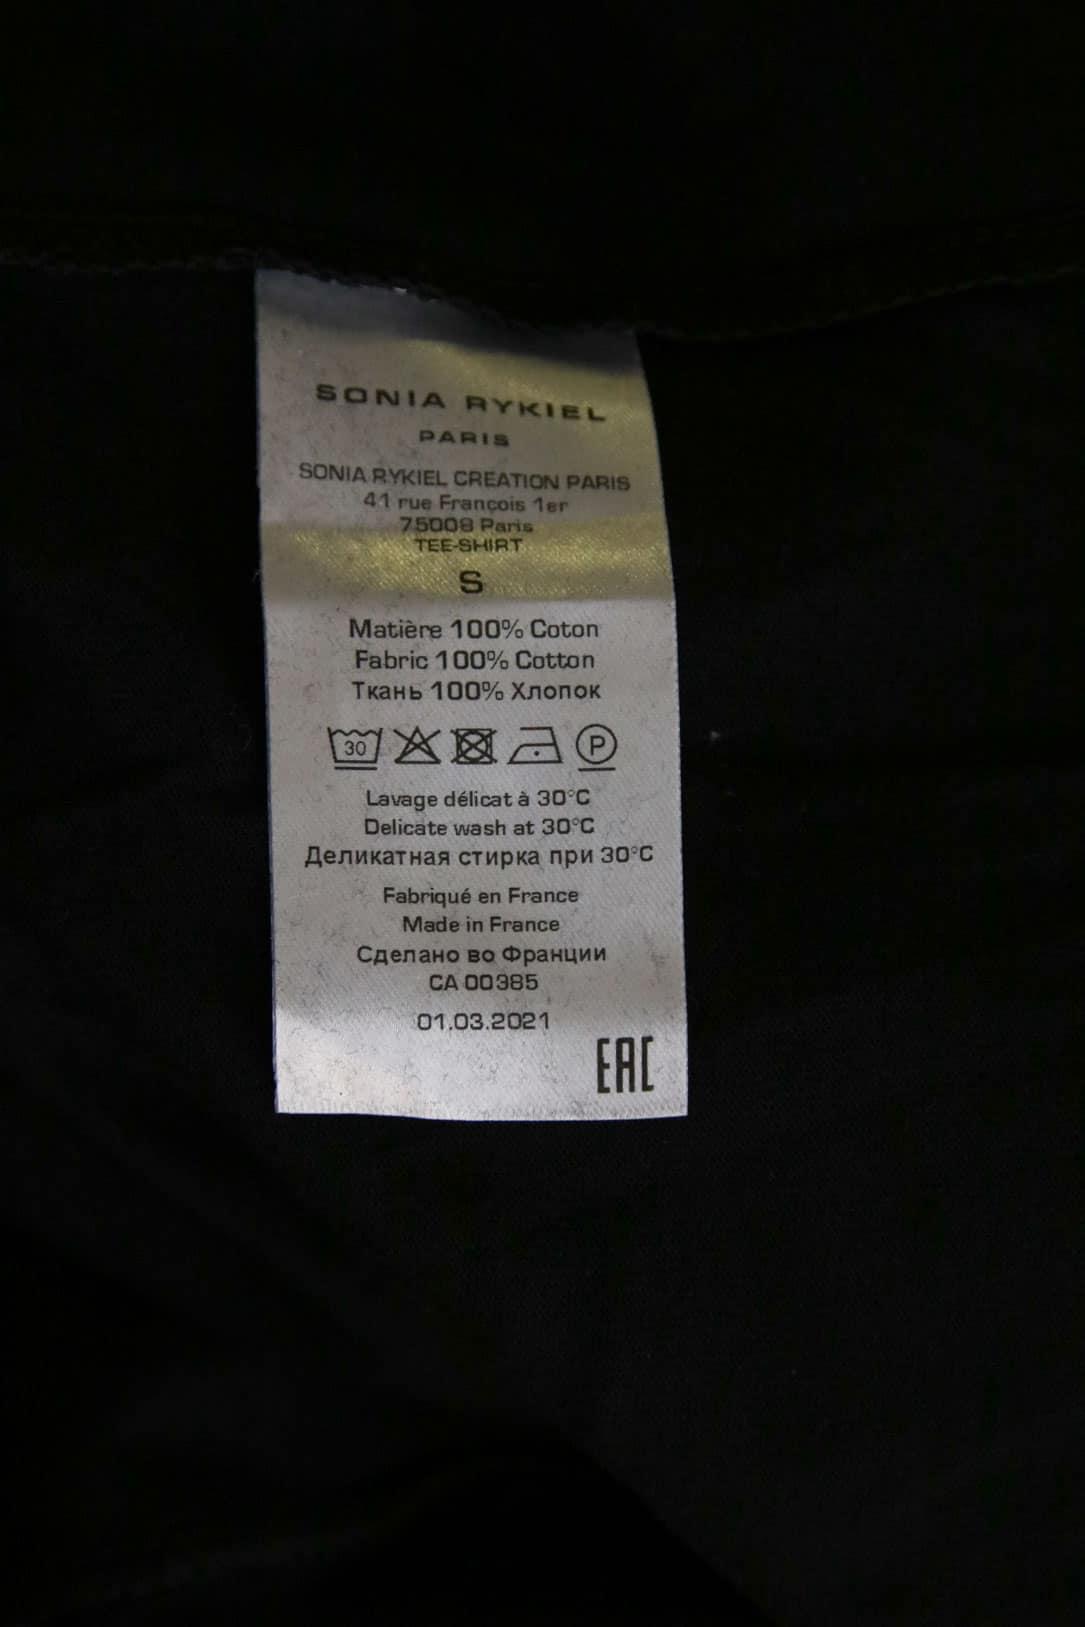 SONIA RYKIEL
PARIS
SONIA RYKIEL CREATION PARIS
41 rue François 1er
75008 Paris
TEE-SHIRT
S
Matière 100% Coton
Fabric 100% Cotton
Ткань 100% Хлопок
30 P
Lavage délicat à 30°C
Delicate wash at 30°C
Деликатная стирка при 30°C
Fabriqué en France
Made in France
Сделано во Франции
CA 00385
01.03.2021
EAC